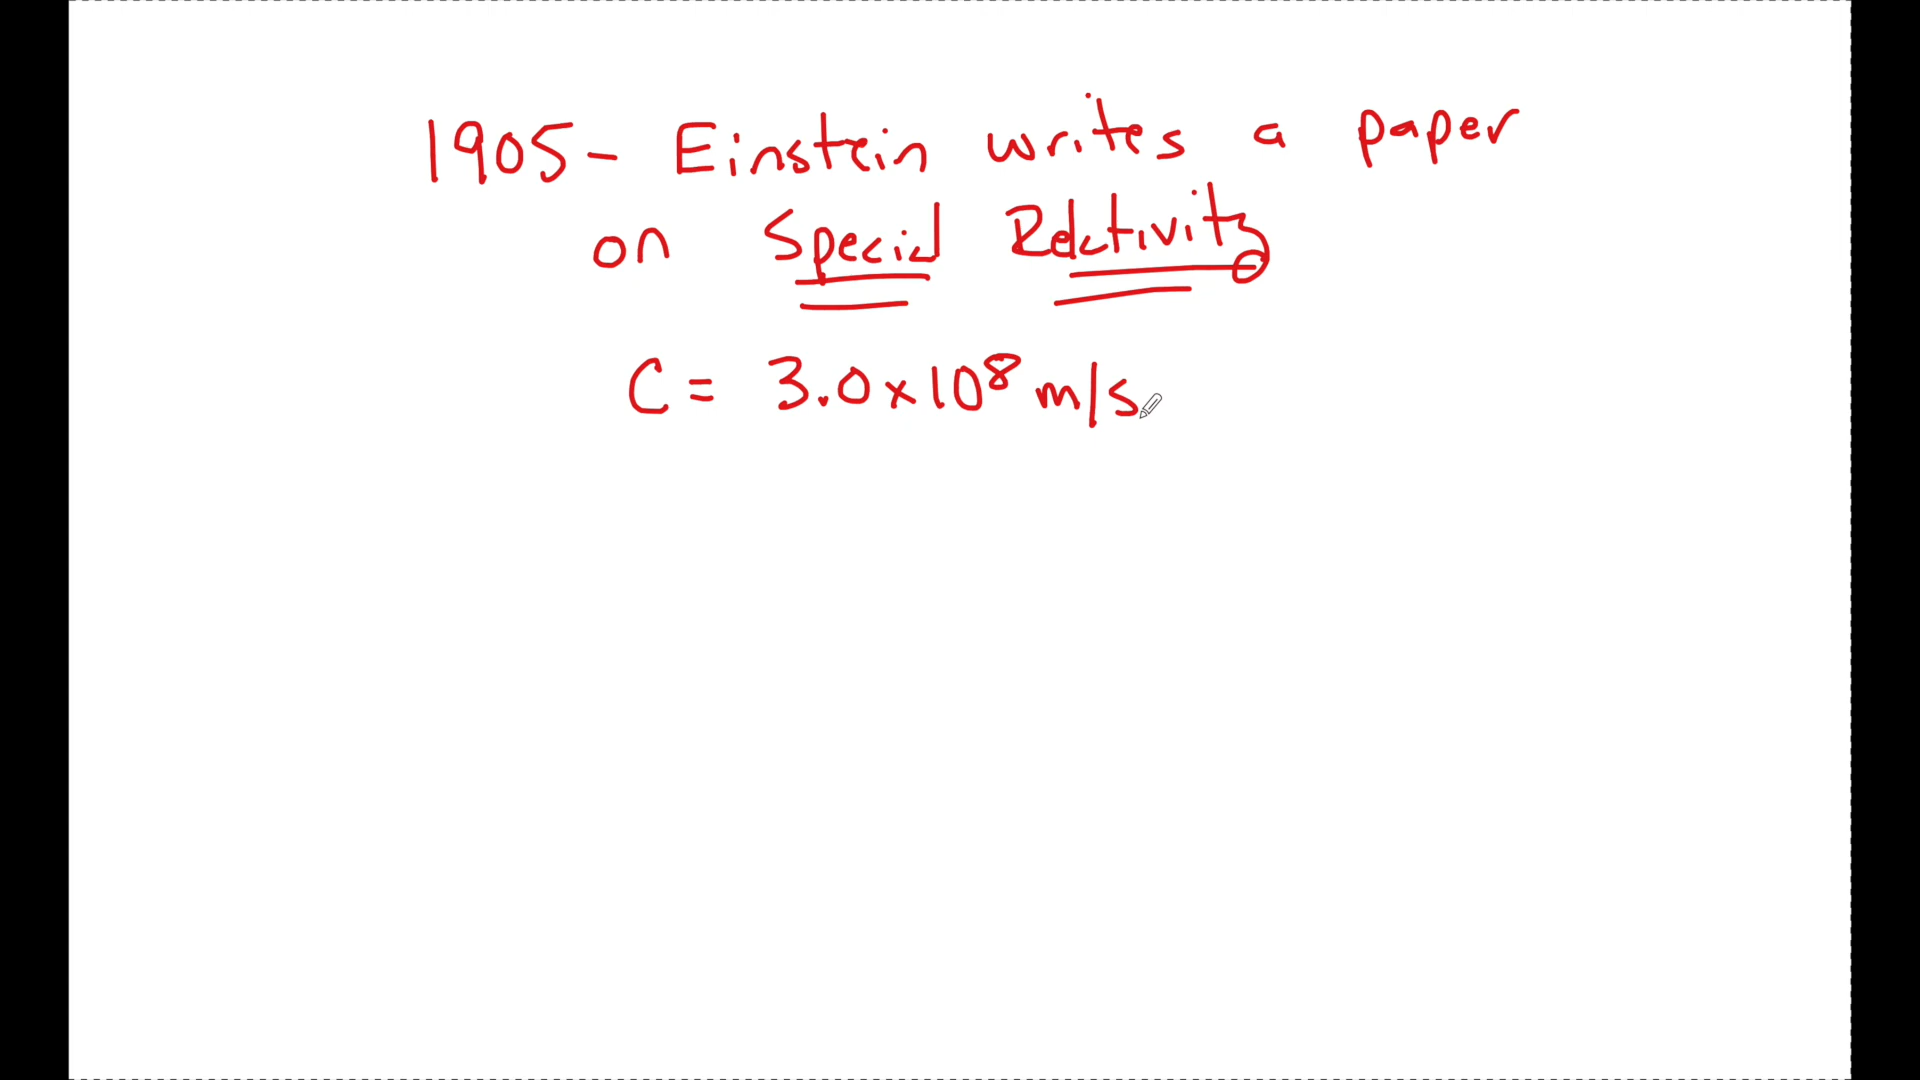 1905- Einstein writes a paper
on Special Relativity
C = 3.0x10⁸ m/s